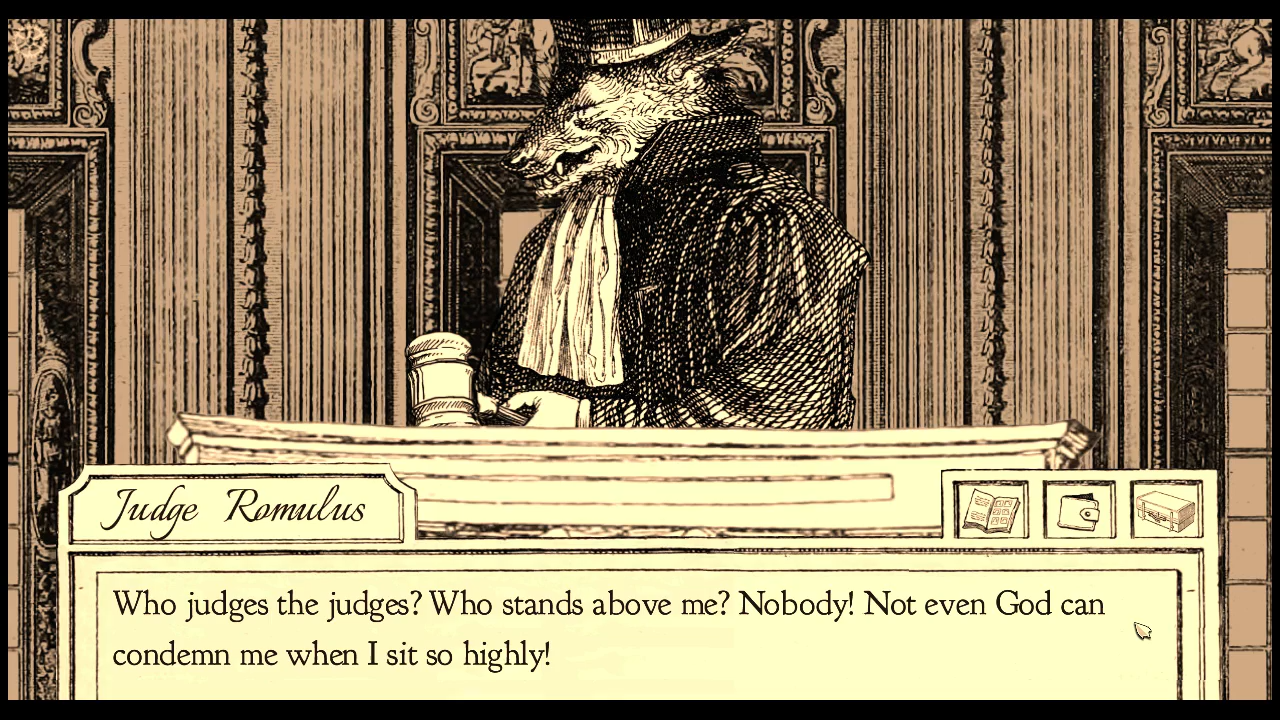 Judge Romulus
Who judges the judges? Who stands above me? Nobody! Not even God can
condemn me when I sit so highly!